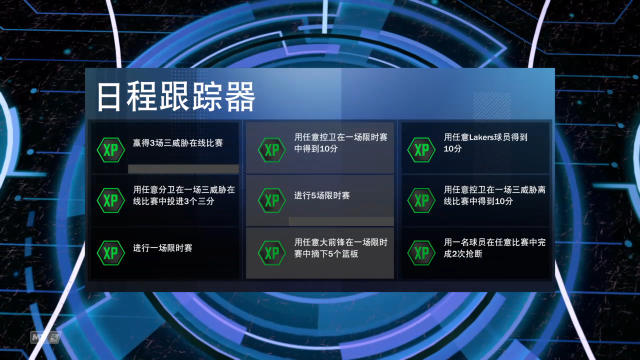 日程跟踪器
XP
赢得3场三威胁在线比赛
XP
用任意控卫在一场限时赛
中得到10分
XP
用任意Lakers球员得到
10分
XP
用任意分卫在一场三威胁在
线比赛中投进3个三分
XP
进行5场限时赛
XP
用任意控卫在一场三威胁离
线比赛中得到10分
XP
进行一场限时赛
XP
用任意大前锋在一场限时
赛中摘下5个篮板
XP
用一名球员在任意比赛中完
成2次抢断